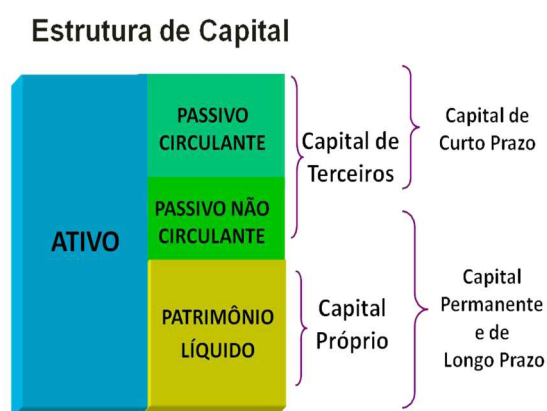 Estrutura de Capital
ATIVO
PASSIVO
CIRCULANTE
PASSIVO NÃO
CIRCULANTE
PATRIMÔNIO
LÍQUIDO
Capital de
Terceiros
Capital
Próprio
Capital de
Curto Prazo
Capital
Permanente
e de
Longo Prazo